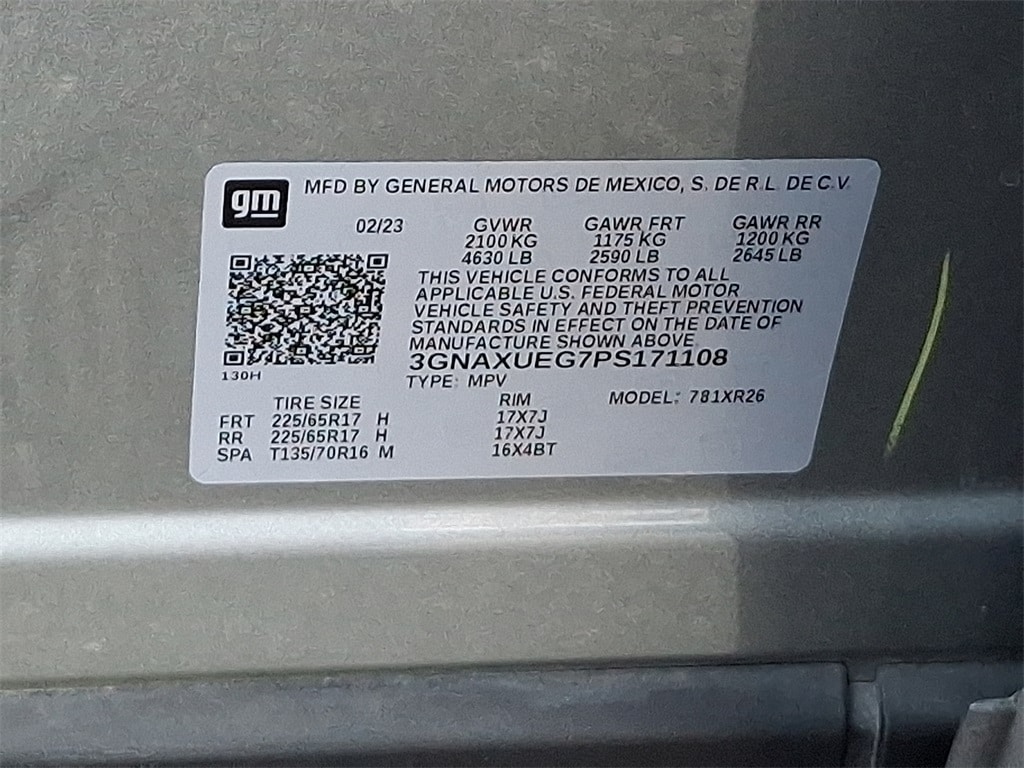 gm
MFD BY GENERAL MOTORS DE MEXICO, S. DE R.L. DE C.V.
02/23 GVWR GAWR FRT GAWR RR
2100 KG 1175 KG 1200 KG
4630 LB 2590 LB 2645 LB
THIS VEHICLE CONFORMS TO ALL
APPLICABLE U.S. FEDERAL MOTOR
VEHICLE SAFETY AND THEFT PREVENTION
STANDARDS IN EFFECT ON THE DATE OF
MANUFACTURE SHOWN ABOVE.
3GNAXUEG7PS171108
130H
TYPE: MPV
TIRE SIZE RIM MODEL: 781XR26
FRT 225/65R17 H 17X7J
RR 225/65R17 H 17X7J
SPA T135/70R16 M 16X4BT